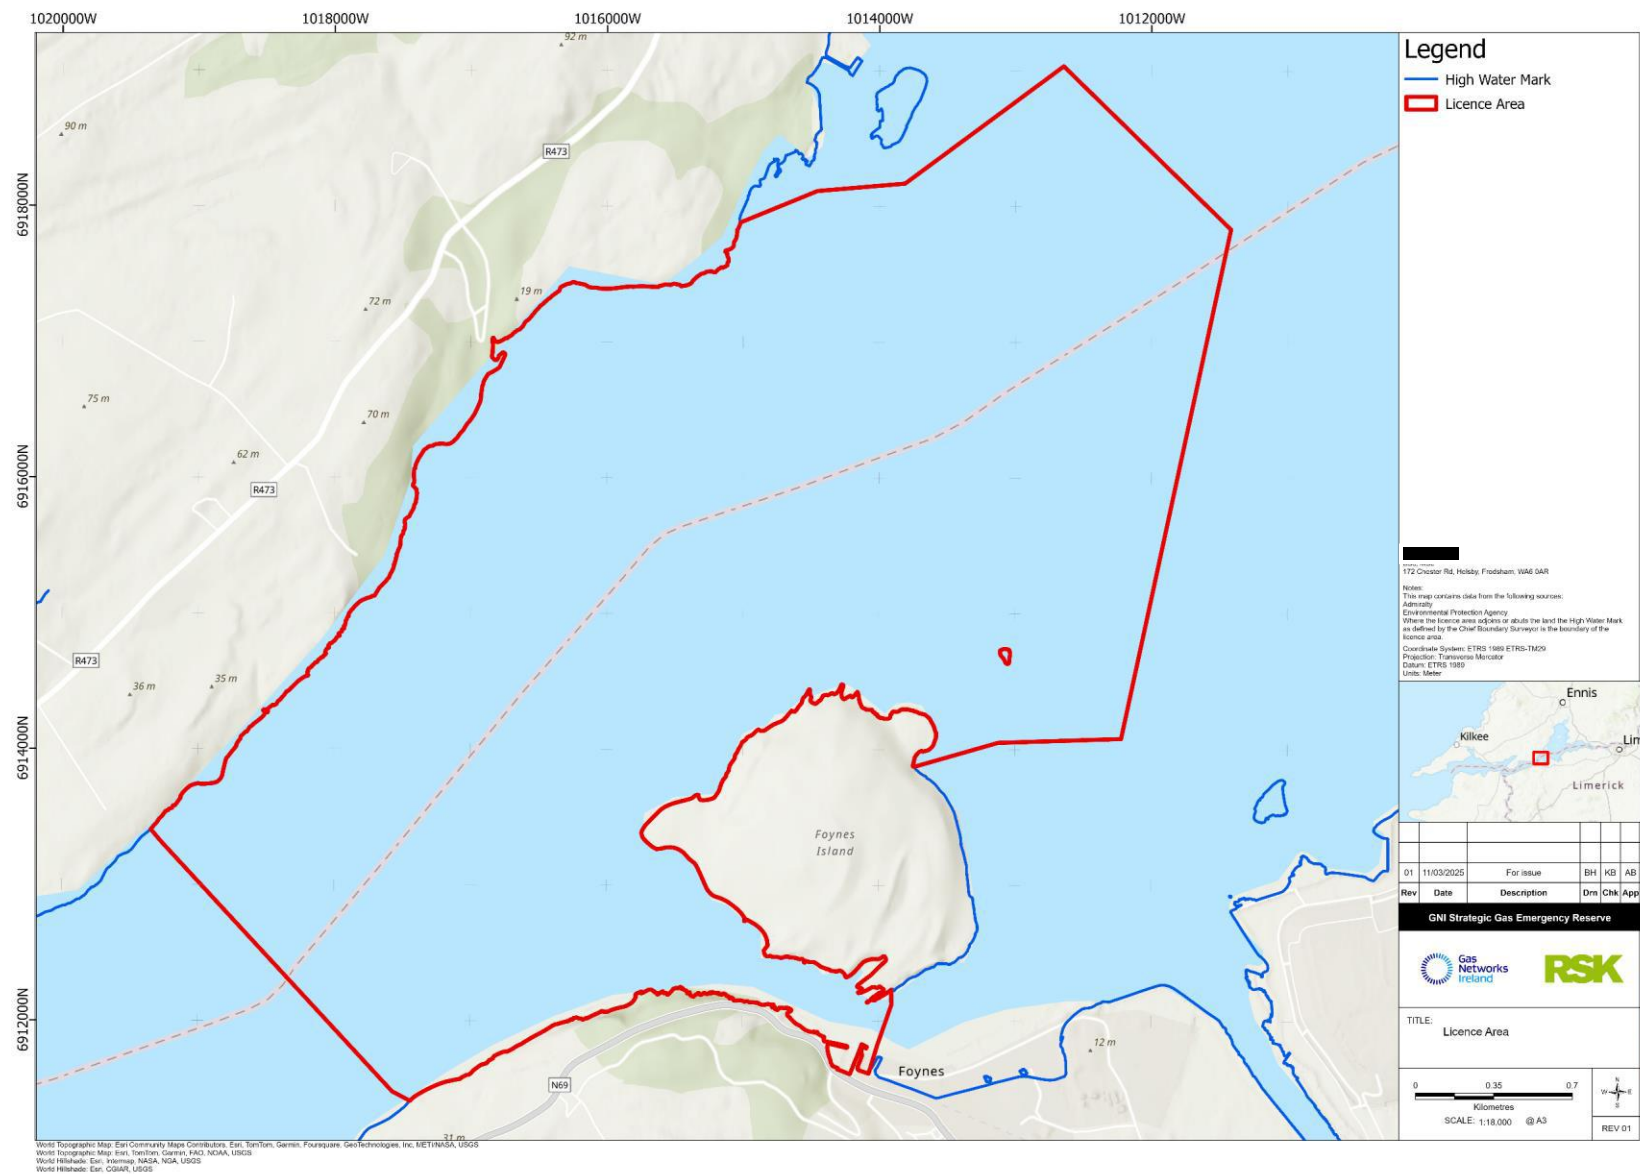 1020000W 1018000W 1016000W 1014000W 1012000W
6918000N
6916000N
6914000N
6912000N
92 m
90 m
R473
19 m
72 m
75 m
70 m
62 m
R473
R473
36 m
35 m
Foynes
Island
12 m
Foynes
N69
31 m
Legend
High Water Mark
Licence Area
172 Chester Rd, Helsby, Frodsham, WA6 0AR
Notes:
This map contains data from the following sources:
Admiralty
Environmental Protection Agency
Where the licence area adjoins or abuts the land the High Water Mark
as defined by the Chief Boundary Surveyor is the boundary of the
licence area.
Coordinate System: ETRS 1989 ETRS-TM29
Projection: Transverse Mercator
Datum: ETRS 1989
Units: Meter
Ennis
Kilkee
Lim
Limerick
01 11/03/2025 For issue BH KB AB
Rev Date Description Drn Chk App
GNI Strategic Gas Emergency Reserve
Gas
Networks
Ireland
RSK
TITLE:
Licence Area
0 0.35 0.7
Kilometres
SCALE: 1:18,000 @ A3
N
W E
S
REV 01
World Topographic Map: Esri Community Maps Contributors, Esri, TomTom, Garmin, Foursquare, GeoTechnologies, Inc, METI/NASA, USGS
World Topographic Map: Esri, TomTom, Garmin, FAO, NOAA, USGS
World Hillshade: Esri, Intermap, NASA, NGA, USGS
World Hillshade: Esri, CGIAR, USGS